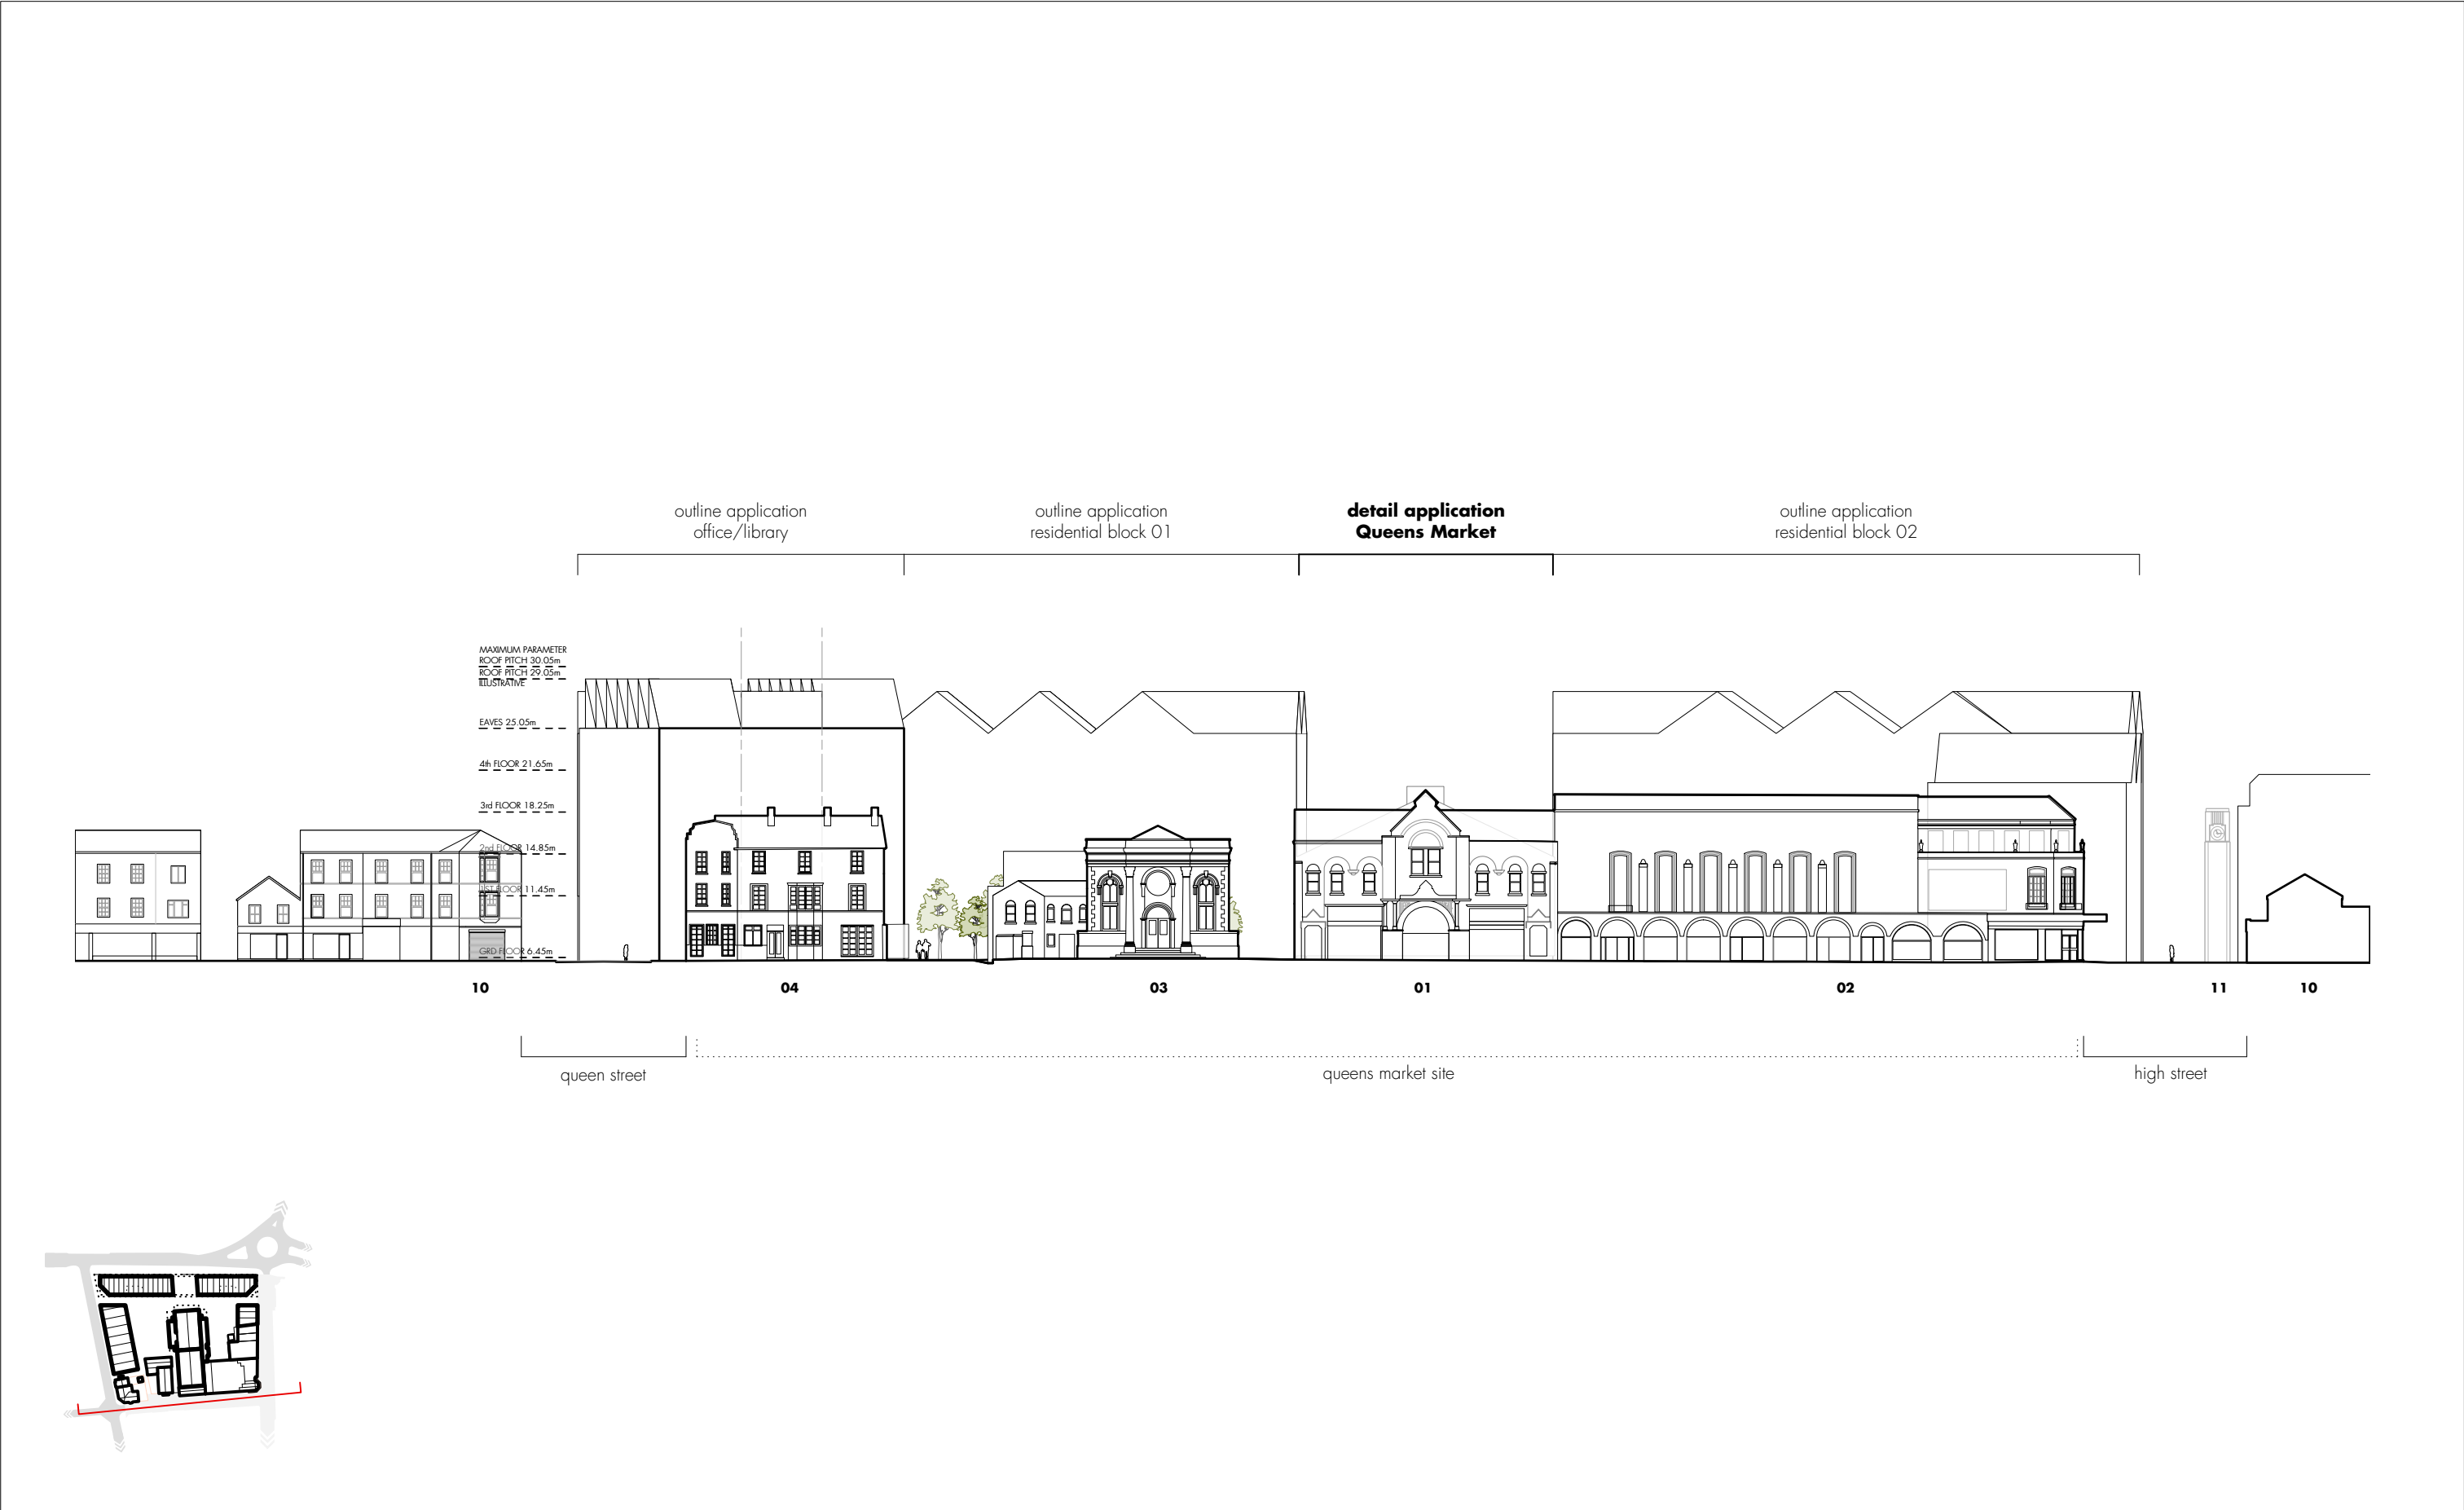 outline application
office/library
outline application
residential block 01
detail application
Queens Market
outline application
residential block 02
MAXIMUM PARAMETER
ROOF PITCH 30.05m
ROOF PITCH 29.05m
ILLUSTRATIVE
EAVES 25.05m
4th FLOOR 21.65m
3rd FLOOR 18.25m
2nd FLOOR 14.85m
1ST FLOOR 11.45m
GRD FLOOR 6.45m
10
04
03
01
02
11
10
queen street
queens market site
high street